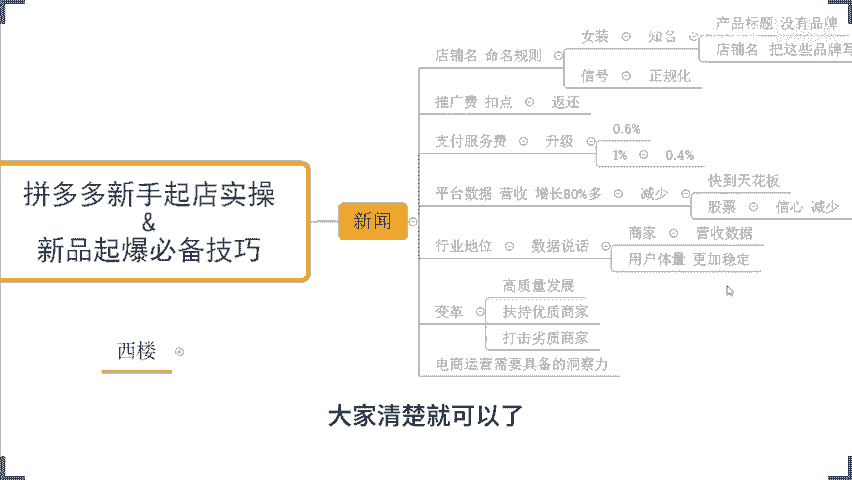 拼多多新手起店实操
&
新品起爆必备技巧
西楼
新闻
店铺名 命名规则
女装
知名
产品标题 没有品牌
店铺名 把这些品牌写
信号
正规化
推广费 扣点
返还
支付服务费
升级
0.6%
1%
0.4%
平台数据 营收 增长80%多
减少
快到天花板
股票
信心 减少
行业地位
数据说话
商家
营收数据
用户体量 更加稳定
变革
高质量发展
扶持优质商家
打击劣质商家
电商运营需要具备的洞察力
大家清楚就可以了